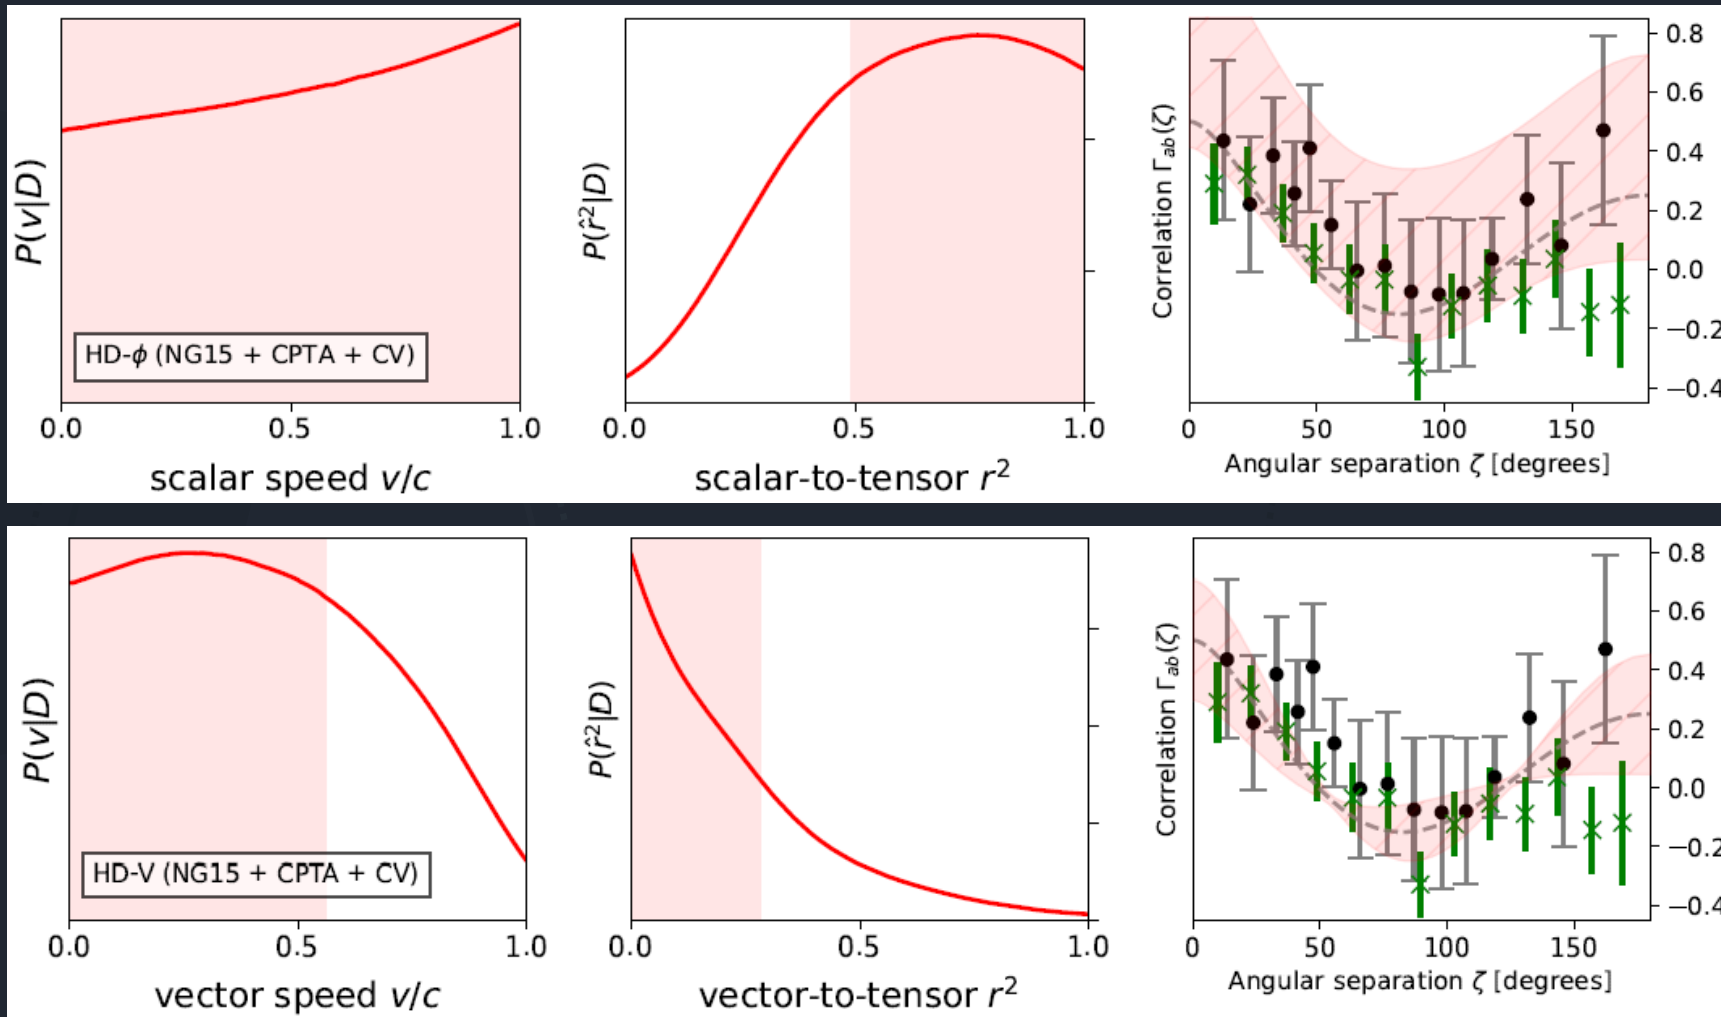 P(v|D)
HD-ϕ (NG15 + CPTA + CV)
0.0 0.5 1.0
scalar speed v/c
P(r̂²|D)
0.0 0.5 1.0
scalar-to-tensor r²
Correlation Γab(ζ)
0.8
0.6
0.4
0.2
0.0
−0.2
−0.4
0 50 100 150
Angular separation ζ [degrees]
P(v|D)
HD-V (NG15 + CPTA + CV)
0.0 0.5 1.0
vector speed v/c
P(r̂²|D)
0.0 0.5 1.0
vector-to-tensor r²
Correlation Γab(ζ)
0.8
0.6
0.4
0.2
0.0
−0.2
−0.4
0 50 100 150
Angular separation ζ [degrees]